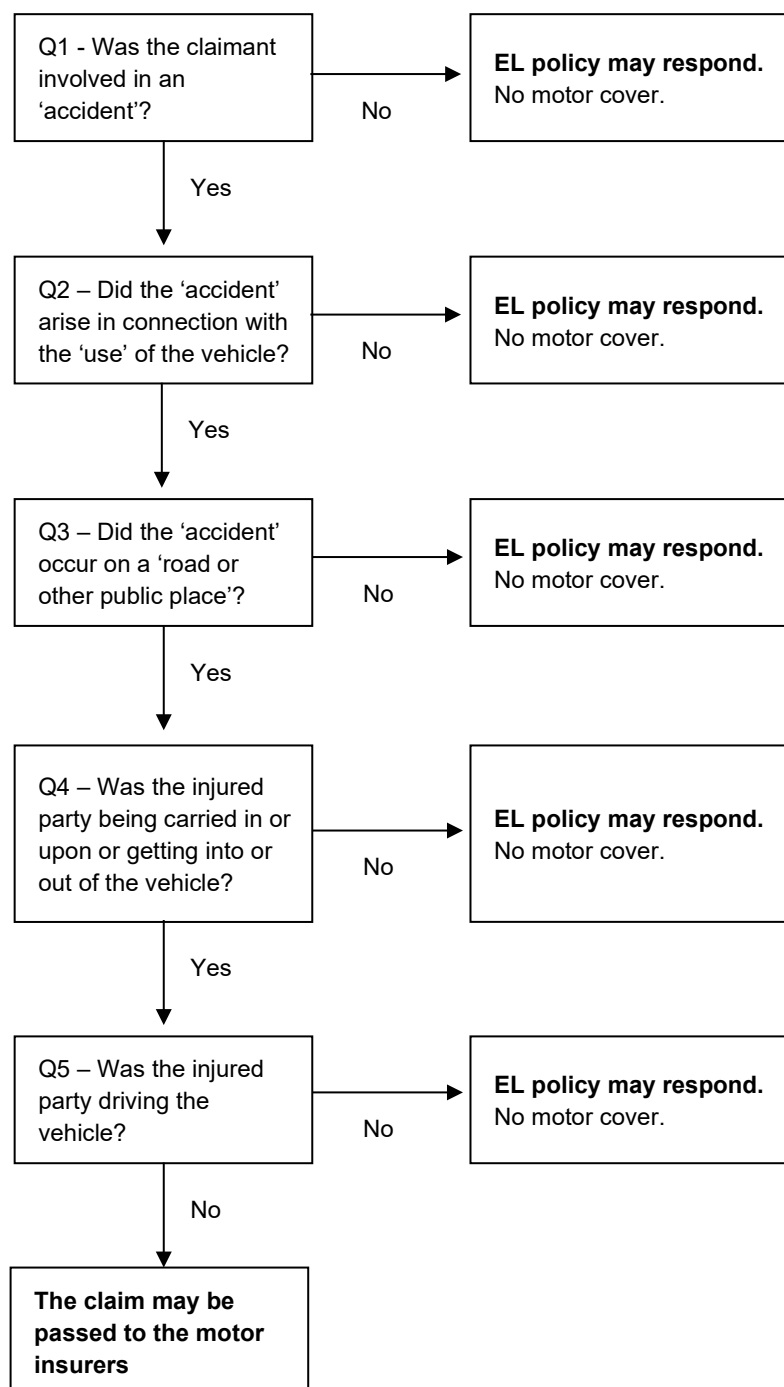 Q1 - Was the claimant
involved in an
‘accident’?
EL policy may respond.
No motor cover.
No
Yes
Q2 – Did the ‘accident’
arise in connection with
the ‘use’ of the vehicle?
EL policy may respond.
No motor cover.
No
Yes
Q3 – Did the ‘accident’
occur on a ‘road or
other public place’?
EL policy may respond.
No motor cover.
No
Yes
Q4 – Was the injured
party being carried in or
upon or getting into or
out of the vehicle?
EL policy may respond.
No motor cover.
No
Yes
Q5 – Was the injured
party driving the
vehicle?
EL policy may respond.
No motor cover.
No
No
The claim may be
passed to the motor
insurers